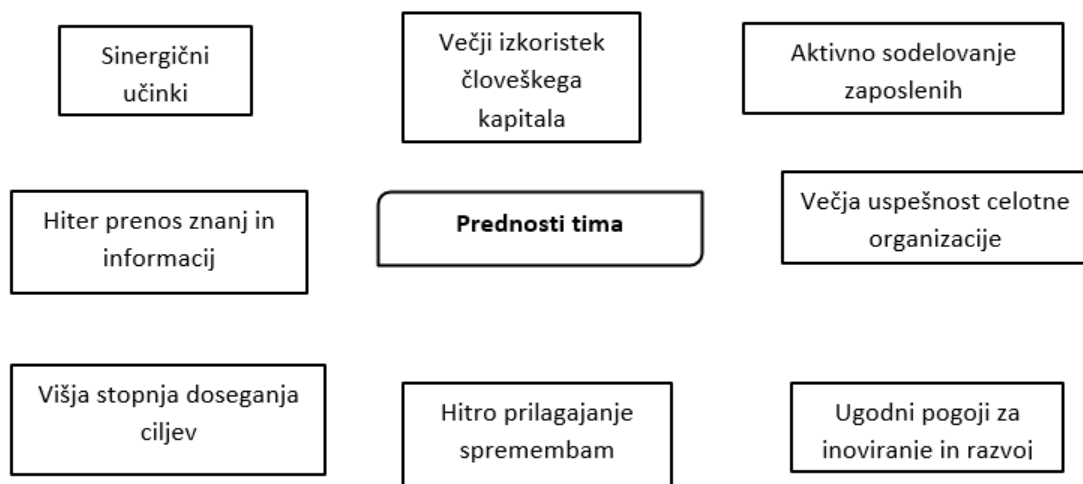 Sinergični
učinki
Večji izkoristek
človeškega
kapitala
Aktivno sodelovanje
zaposlenih
Hiter prenos znanj in
informacij
Prednosti tima
Večja uspešnost celotne
organizacije
Višja stopnja doseganja
ciljev
Hitro prilagajanje
spremembam
Ugodni pogoji za
inoviranje in razvoj